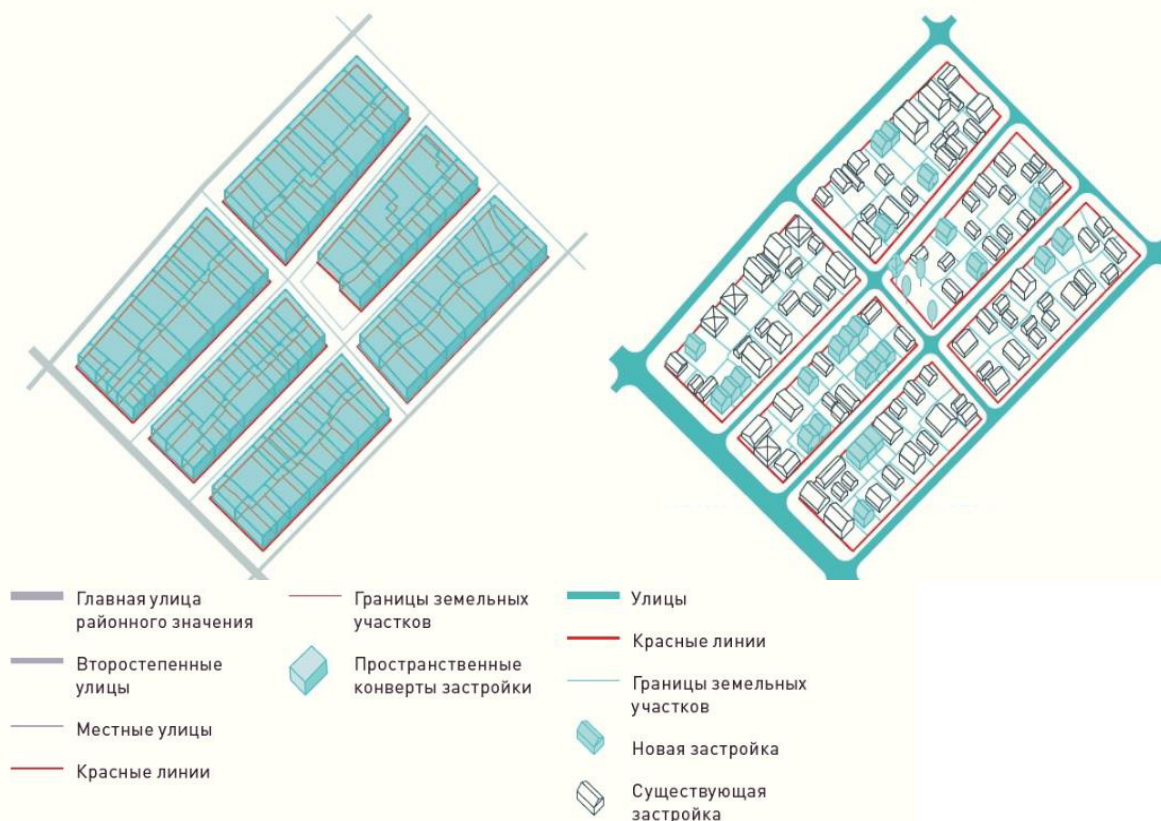 Главная улица
районного значения
Второстепенные
улицы
Местные улицы
Красные линии
Границы земельных
участков
Пространственные
конверты застройки
Улицы
Красные линии
Границы земельных
участков
Новая застройка
Существующая
застройка